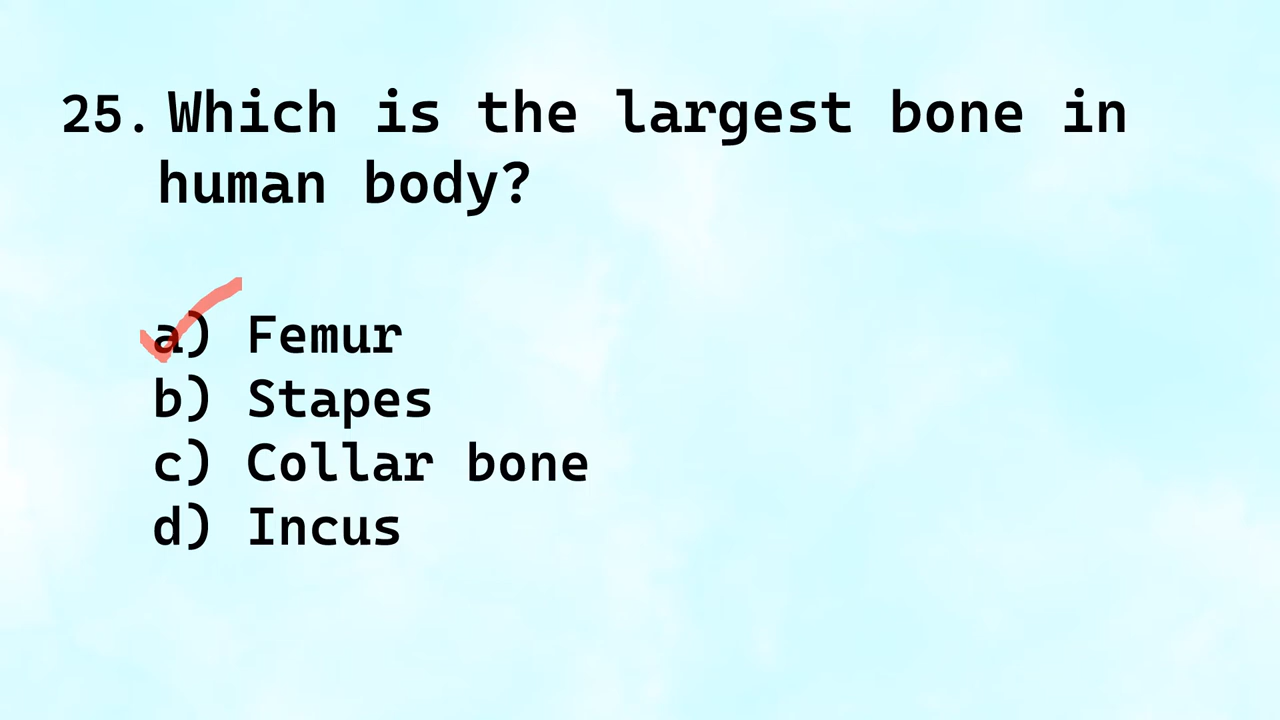 25. Which is the largest bone in
human body?
a) Femur
b) Stapes
c) Collar bone
d) Incus